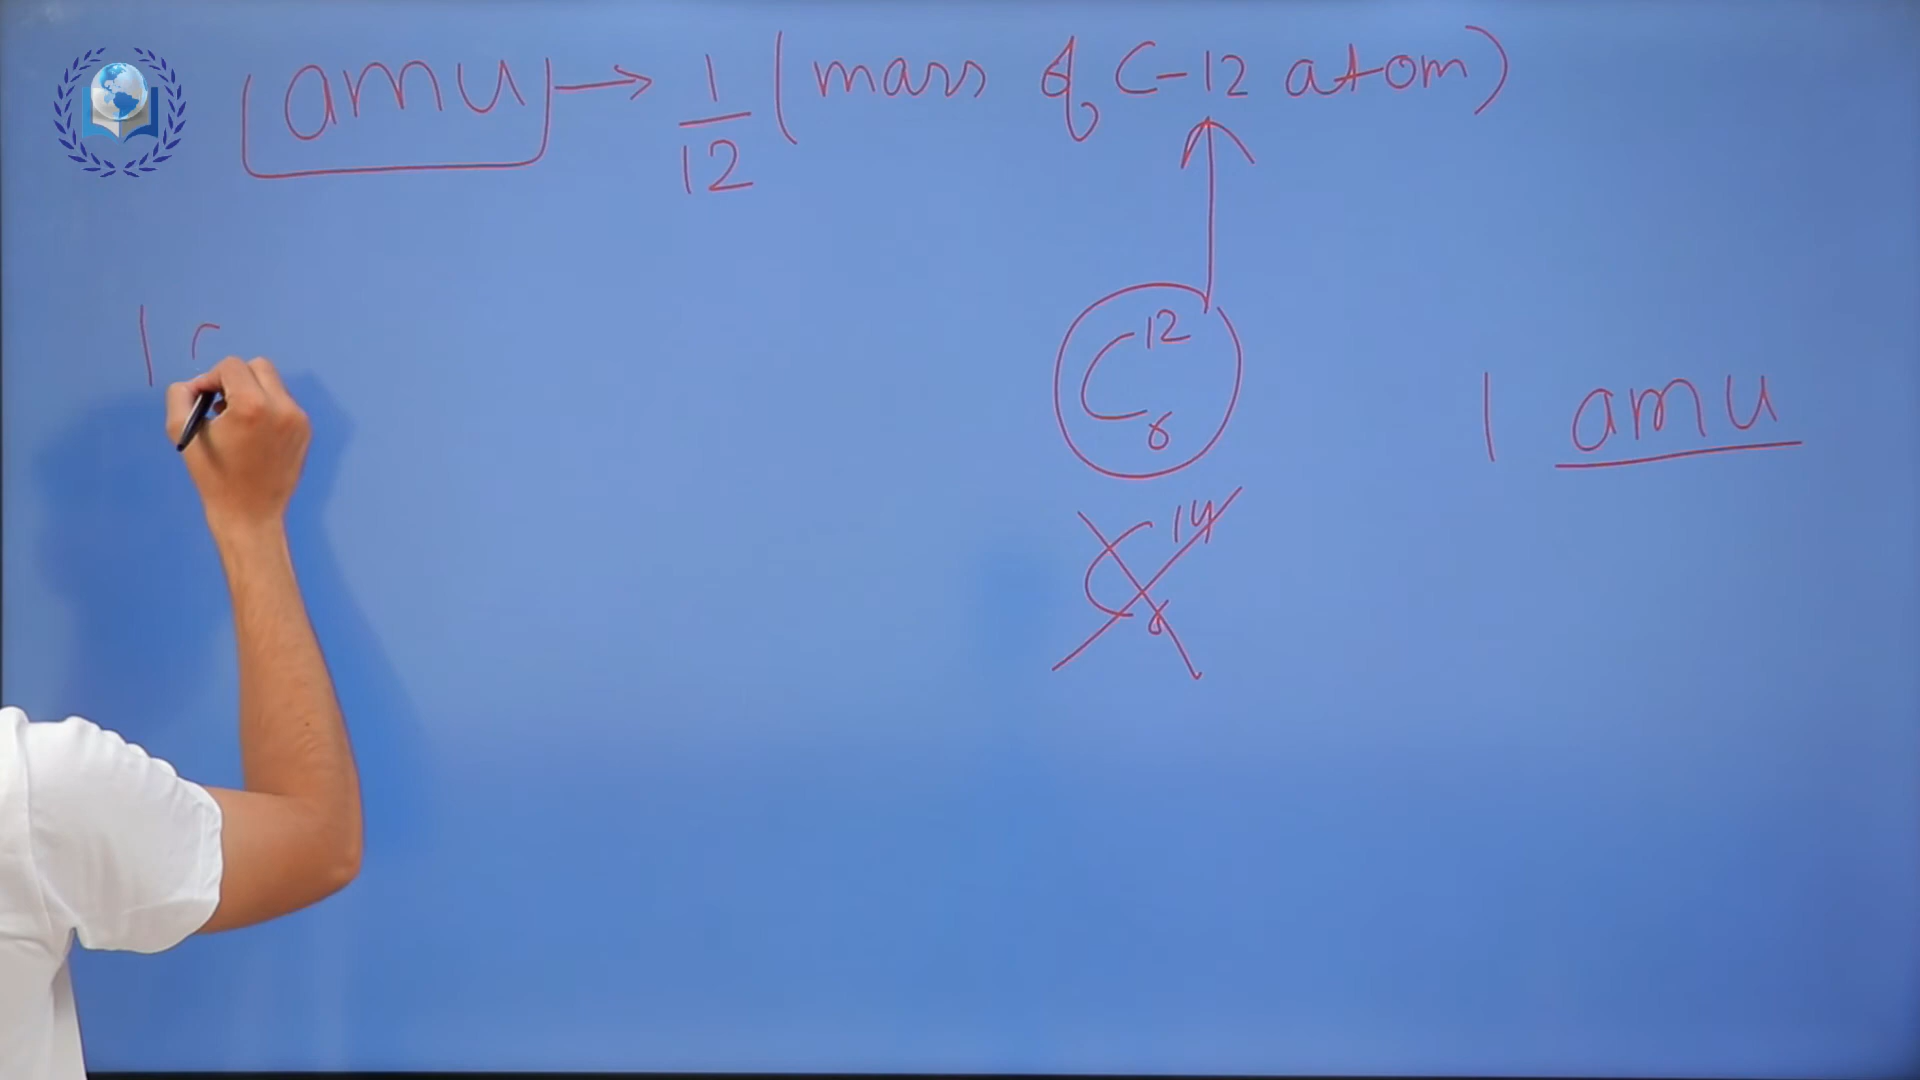 amu → 1/12 (mass of C-12 atom)
C 12 6
1 amu
C 14 6
1